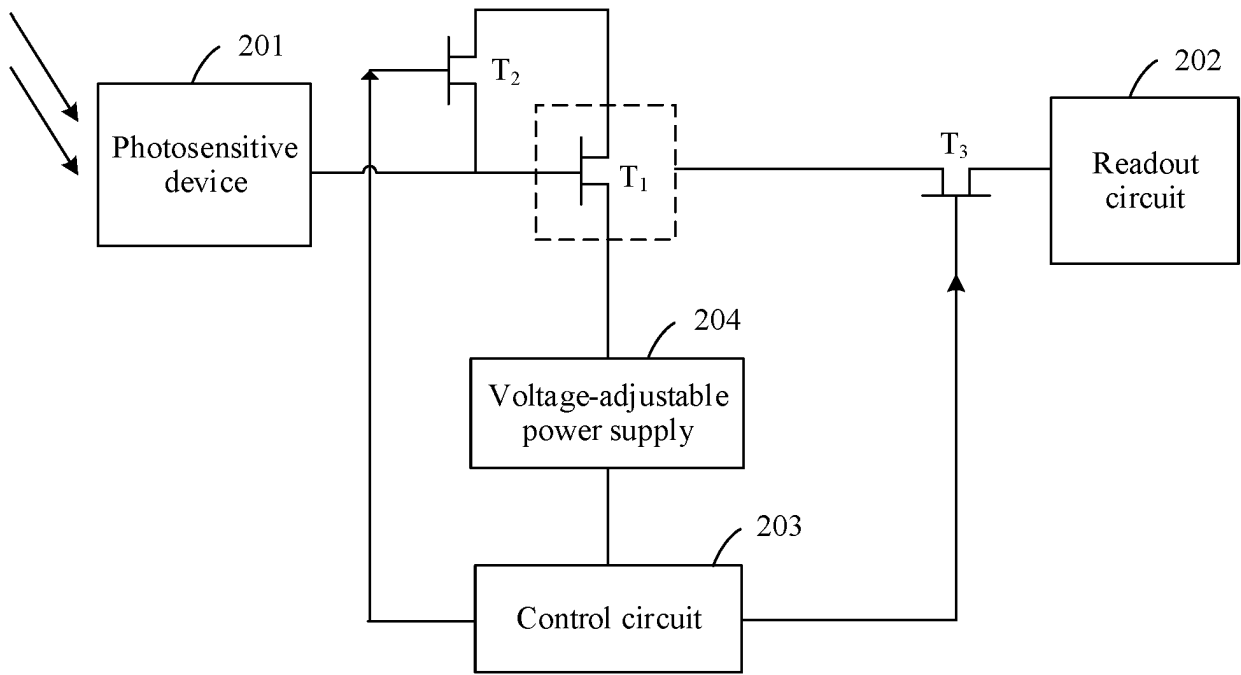 201
202
T2
Photosensitive
device
T1
T3
Readout
circuit
204
Voltage-adjustable
power supply
203
Control circuit